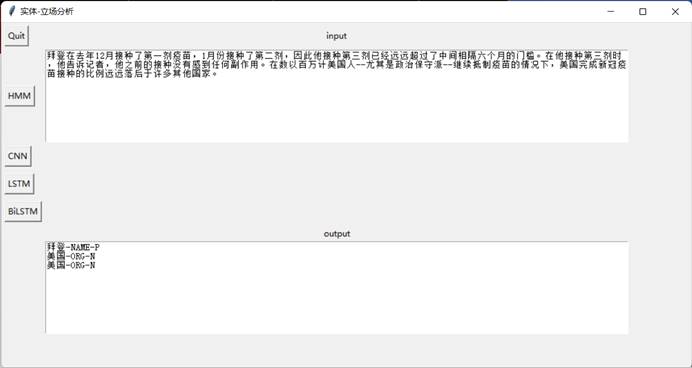 实体-立场分析
Quit
input
拜登在去年12月接种了第一剂疫苗，1月份接种了第二剂，因此他接种第三剂已经远远超过了中间相隔六个月的门槛。在他接种第三剂时
，他告诉记者，他之前的接种没有感到任何副作用。在数以百万计美国人--尤其是政治保守派--继续抵制疫苗的情况下，美国完成新冠疫
苗接种的比例远远落后于许多其他国家。
HMM
CNN
LSTM
BiLSTM
output
拜登-NAME-P
美国-ORG-N
美国-ORG-N